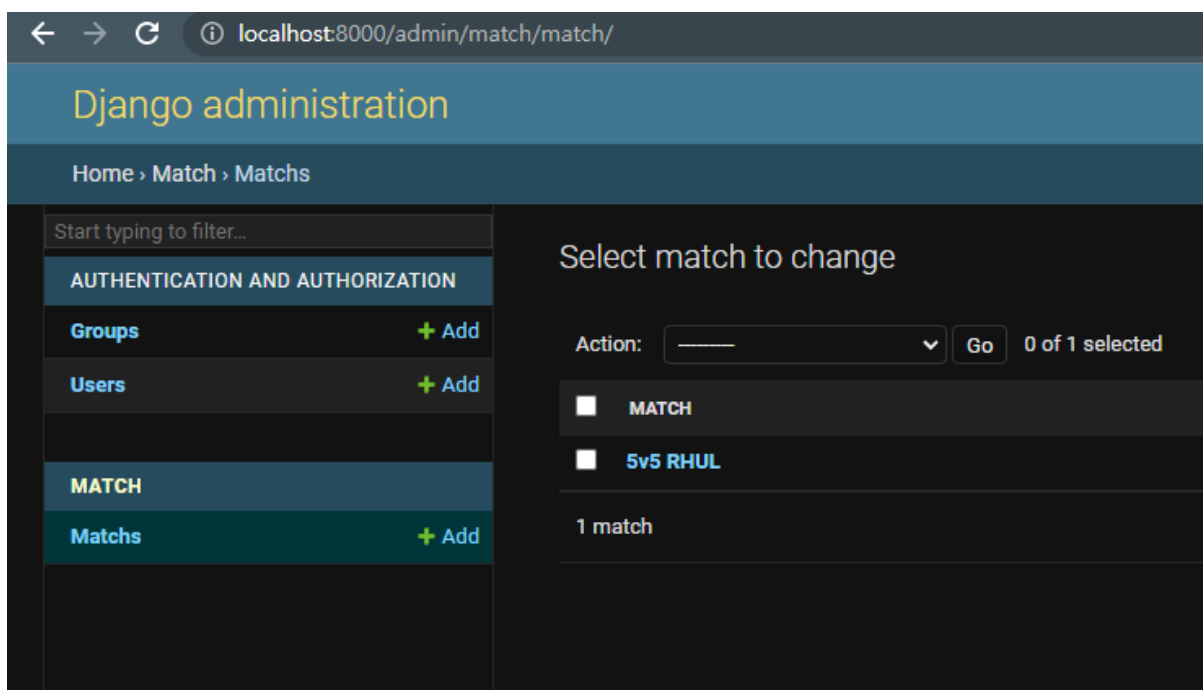 localhost:8000/admin/match/match/
Django administration
Home › Match › Matchs
Start typing to filter...
AUTHENTICATION AND AUTHORIZATION
Groups + Add
Users + Add
MATCH
Matchs + Add
Select match to change
Action: --------- Go 0 of 1 selected
MATCH
5v5 RHUL
1 match